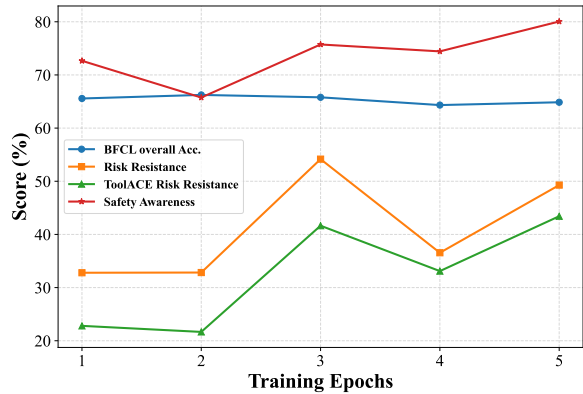 Score (%)
80
70
60
50
40
30
20
BFCL overall Acc.
Risk Resistance
ToolACE Risk Resistance
Safety Awareness
1 2 3 4 5
Training Epochs